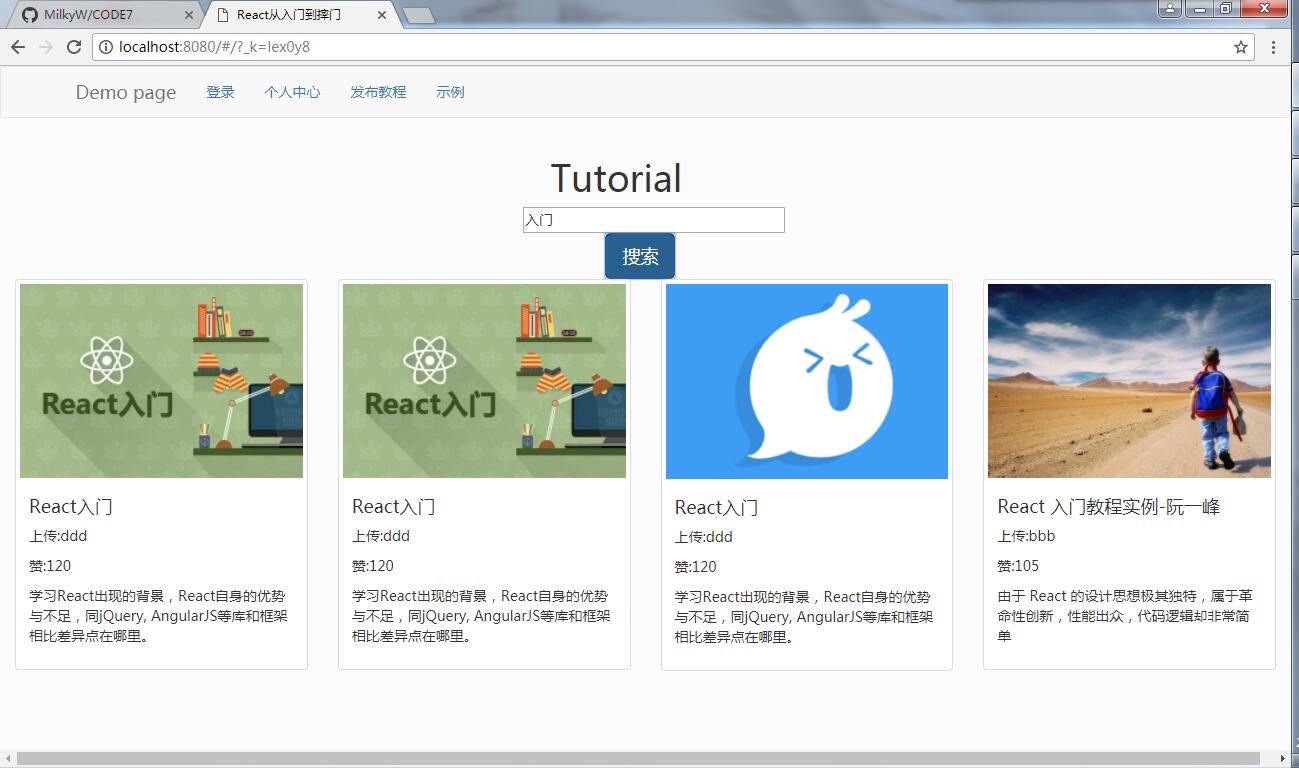 MilkyW/CODE7
React从入门到摔门
localhost:8080/#/?_k=lex0y8
Demo page 登录 个人中心 发布教程 示例
Tutorial
入门
搜索
React入门
React入门
上传:ddd
赞:120
学习React出现的背景，React自身的优势
与不足，同jQuery, AngularJS等库和框架
相比差异点在哪里。
React入门
React入门
上传:ddd
赞:120
学习React出现的背景，React自身的优势
与不足，同jQuery, AngularJS等库和框架
相比差异点在哪里。
React入门
上传:ddd
赞:120
学习React出现的背景，React自身的优势
与不足，同jQuery, AngularJS等库和框架
相比差异点在哪里。
React 入门教程实例-阮一峰
上传:bbb
赞:105
由于 React 的设计思想极其独特，属于革
命性创新，性能出众，代码逻辑却非常简
单